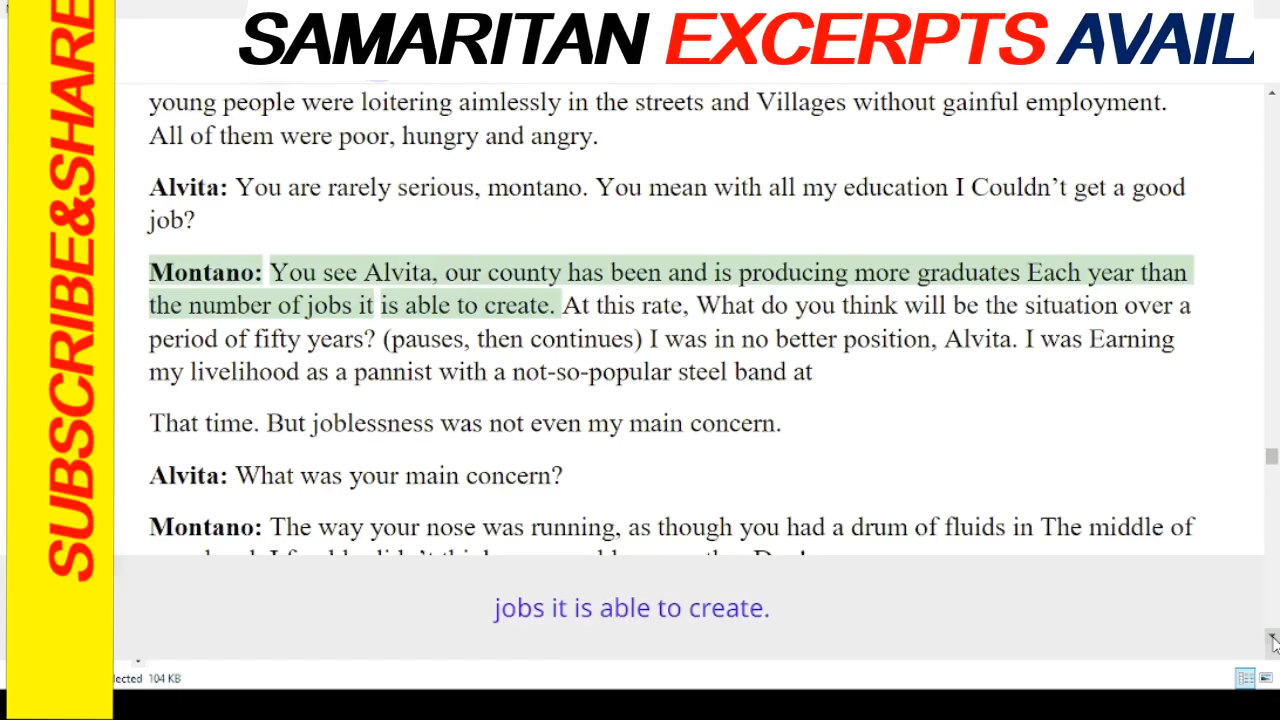 SAMARITAN EXCERPTS AVAIL
SUBSCRIBE&SHARE
young people were loitering aimlessly in the streets and Villages without gainful employment.
All of them were poor, hungry and angry.
Alvita: You are rarely serious, montano. You mean with all my education I Couldn't get a good
job?
Montano: You see Alvita, our county has been and is producing more graduates Each year than
the number of jobs it is able to create. At this rate, What do you think will be the situation over a
period of fifty years? (pauses, then continues) I was in no better position, Alvita. I was Earning
my livelihood as a pannist with a not-so-popular steel band at
That time. But joblessness was not even my main concern.
Alvita: What was your main concern?
Montano: The way your nose was running, as though you had a drum of fluids in The middle of
jobs it is able to create.
lected 104 KB